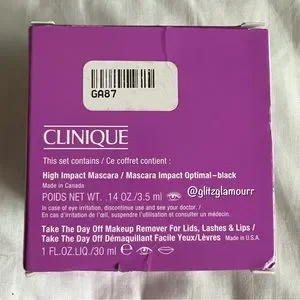 GA87
CLINIQUE
This set contains / Ce coffret contient :
High Impact Mascara / Mascara Impact Optimal–black
Made in Canada
POIDS NET WT. .14 OZ./3.5 ml
@glitzglamourr
In case of eye irritation, discontinue use and see your doctor. /
En cas d'irritation de l'œil, suspendre l'utilisation et consulter un médecin.
Take The Day Off Makeup Remover For Lids, Lashes & Lips /
Take The Day Off Démaquillant Facile Yeux/Lèvres Made in U.S.A.
1 FL.OZ.LIQ./30 ml